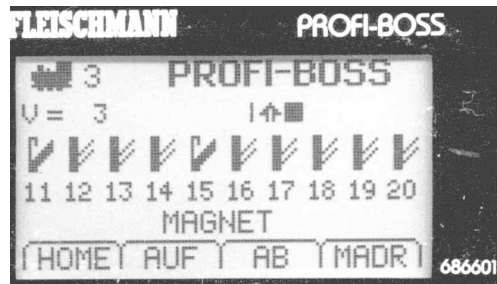 FLEISCHMANN PROFI-BOSS
3 PROFI-BOSS
V= 3
11 12 13 14 15 16 17 18 19 20
MAGNET
HOME AUF AB MADR
686601